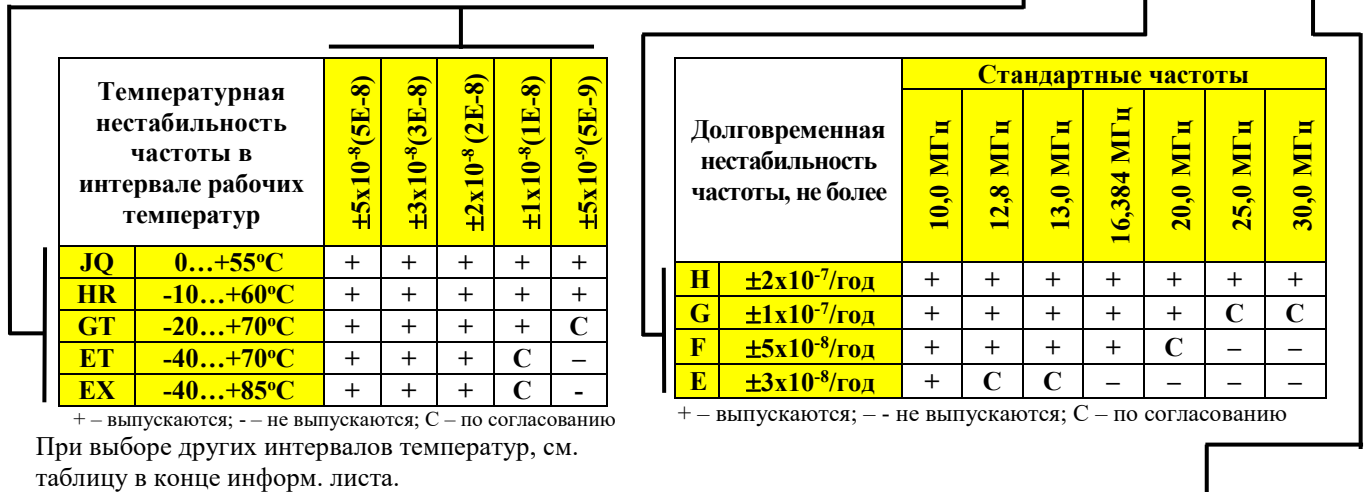 Температурная
нестабильность
частоты в
интервале рабочих
температур
±5x10-8(5E-8)
±3x10-8(3E-8)
±2x10-8 (2E-8)
±1x10-8(1E-8)
±5x10-9(5E-9)
JQ 0…+55oC + + + + +
HR -10…+60oC + + + + +
GT -20…+70oC + + + + C
ET -40…+70oC + + + C –
EX -40…+85oC + + + C -
+ – выпускаются; - – не выпускаются; С – по согласованию
При выборе других интервалов температур, см.
таблицу в конце информ. листа.
Долговременная
нестабильность
частоты, не более
Стандартные частоты
10,0 МГц
12,8 МГц
13,0 МГц
16,384 МГц
20,0 МГц
25,0 МГц
30,0 МГц
H ±2x10-7/год + + + + + + +
G ±1x10-7/год + + + + + C C
F ±5x10-8/год + + + + C – –
E ±3x10-8/год + C C – – – –
+ – выпускаются; – - не выпускаются; С – по согласованию